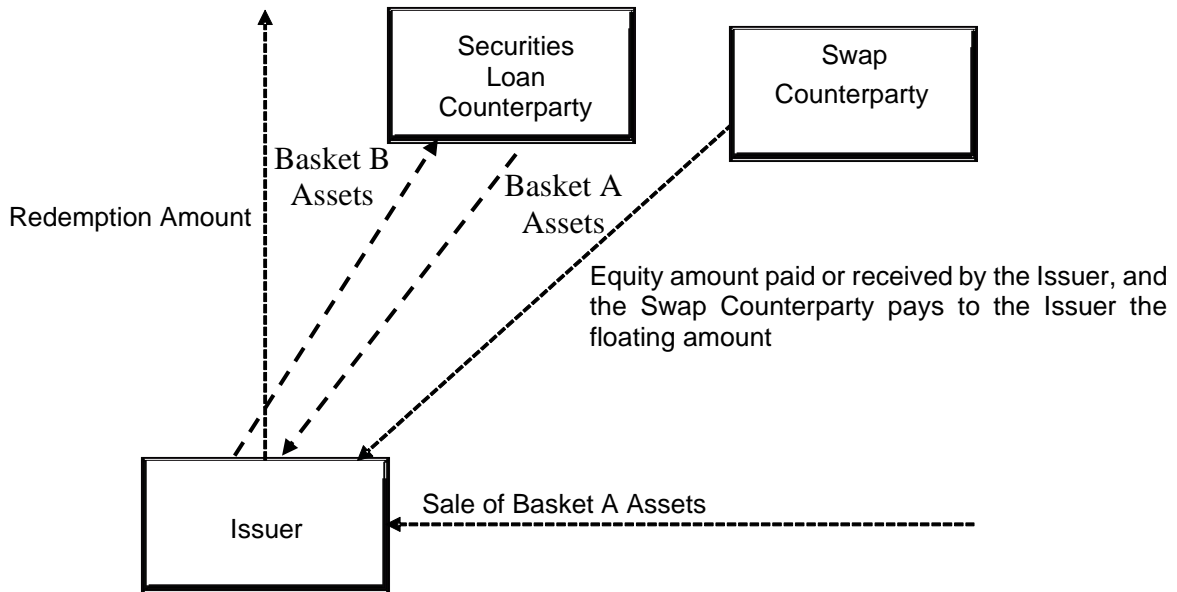 Securities
Loan
Counterparty
Swap
Counterparty
Basket B
Assets
Basket A
Assets
Redemption Amount
Equity amount paid or received by the Issuer, and
the Swap Counterparty pays to the Issuer the
floating amount
Sale of Basket A Assets
Issuer